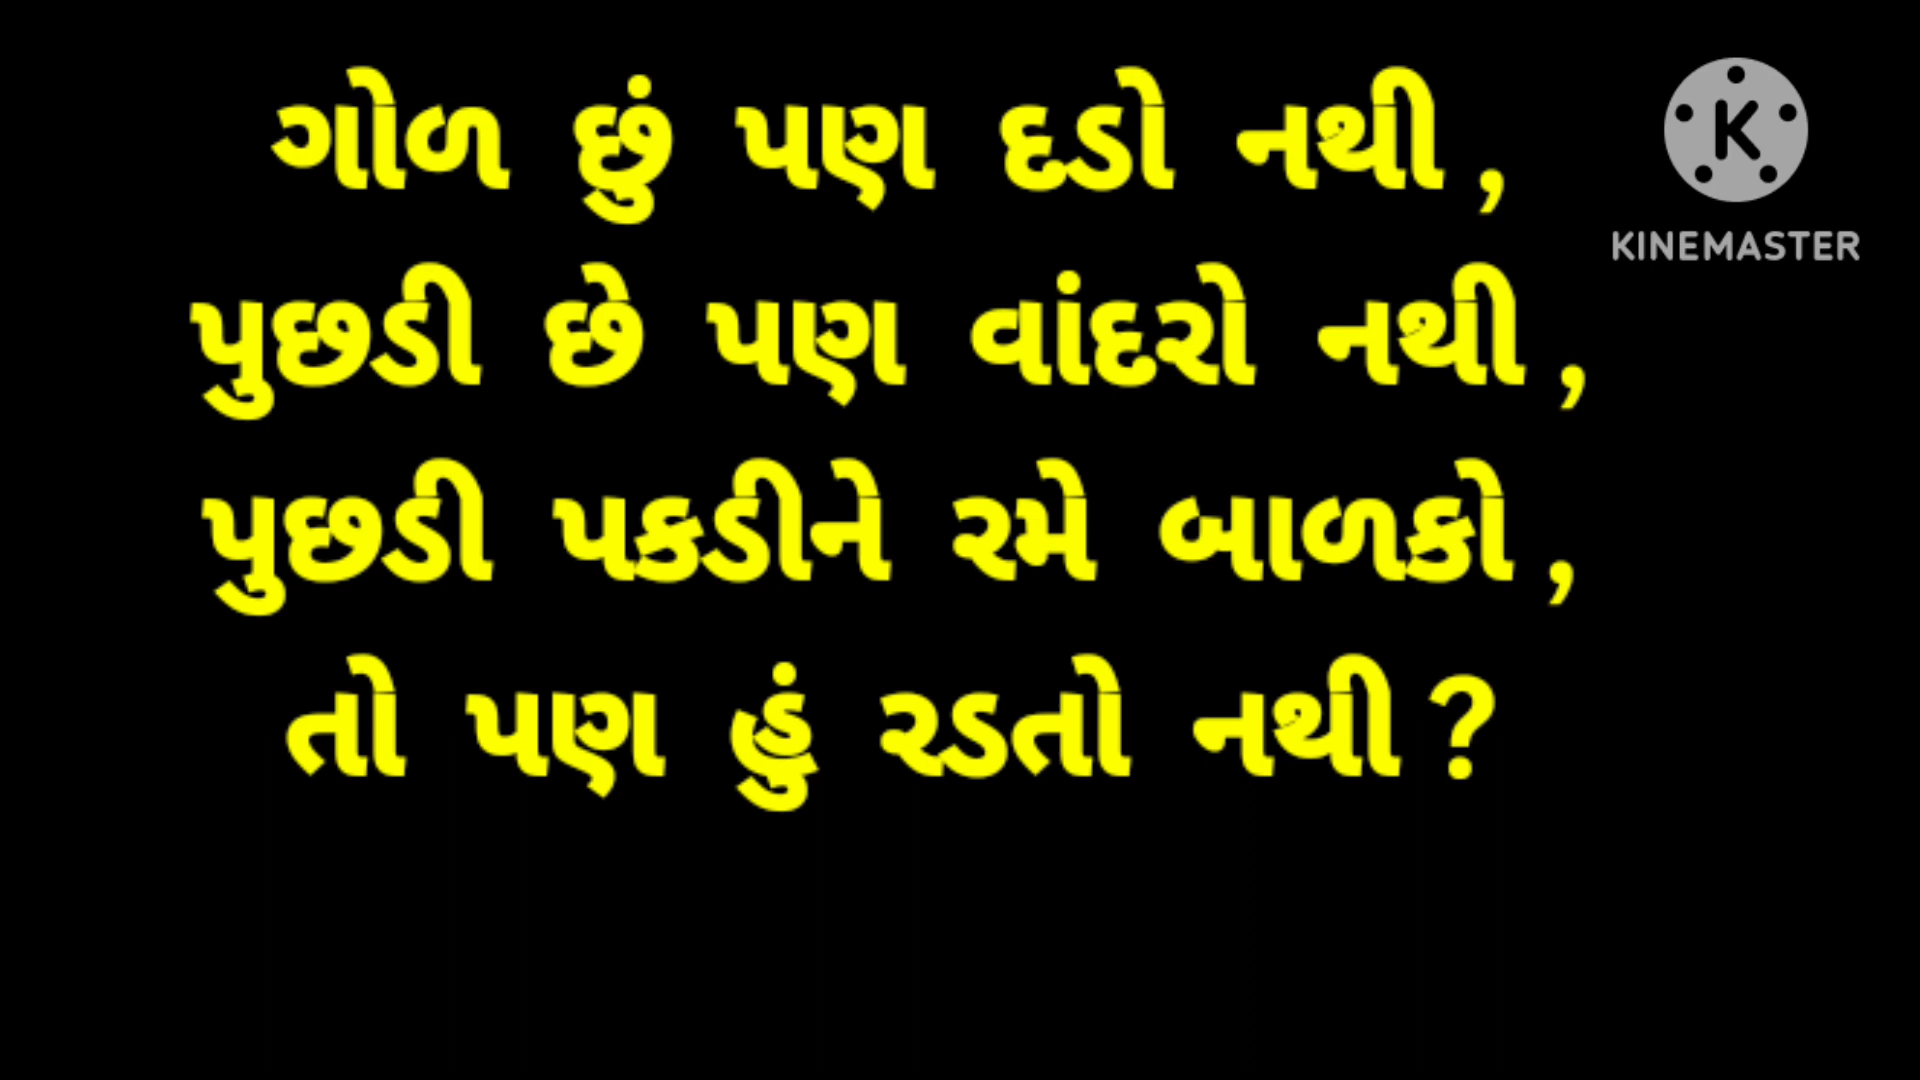 ગોળ છું પણ દડો નથી ,
પુછડી છે પણ વાંદરો નથી ,
પુછડી પકડીને રમે બાળકો ,
તો પણ હું રડતો નથી ?
K
KINEMASTER